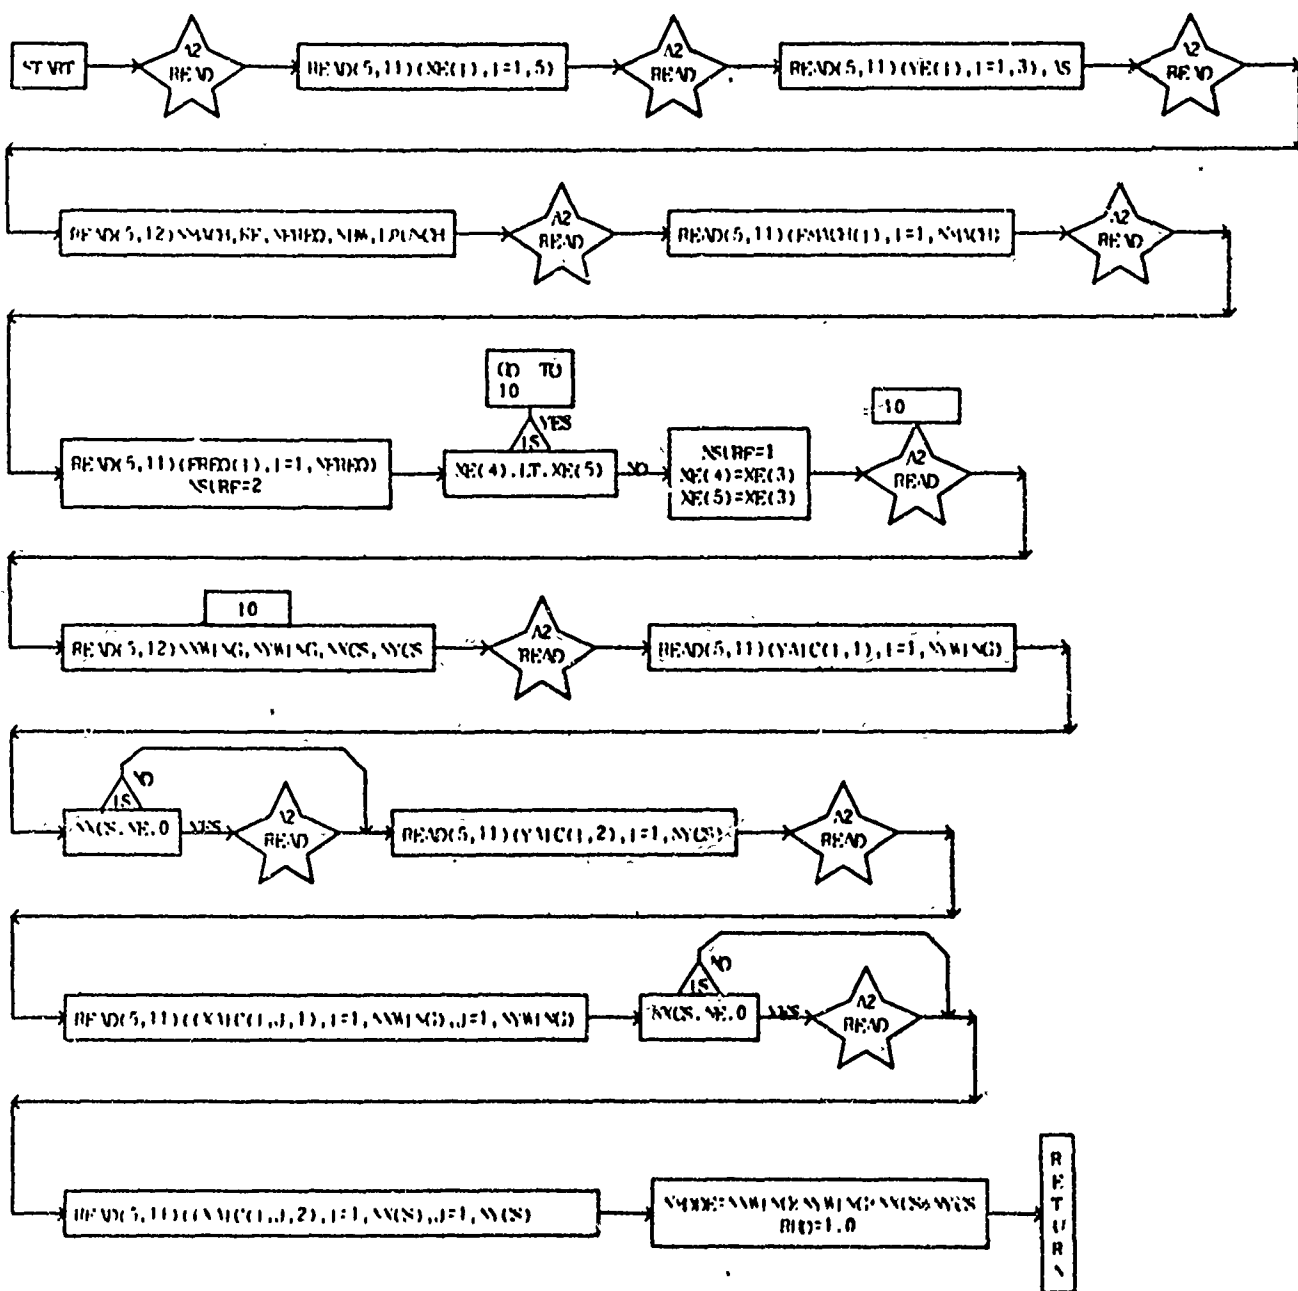 START
A2
READ
READ(5,11)(XE(I),I=1,5)
A2
READ
READ(5,11)(YE(I),I=1,3),AS
A2
READ
READ(5,12)NMACH,KF,NFREQ,NDW,LPUNCH
A2
READ
READ(5,11)(FMACH(I),I=1,NMACH)
A2
READ
GO TO
10
YES
IS
READ(5,11)(FREQ(I),I=1,NFREQ)
NSURF=2
XE(4).LT.XE(5)
NO
NSURF=1
XE(4)=XE(3)
XE(5)=XE(3)
10
A2
READ
10
READ(5,12)NXWING,NYWING,NXCS,NYCS
A2
READ
READ(5,11)(YAIC(I,1),I=1,NYWING)
NO
IS
NXCS.NE.0
YES
A2
READ
READ(5,11)(YAIC(I,2),I=1,NYCS)
A2
READ
READ(5,11)((XAIC(I,J,1),I=1,NXWING),J=1,NYWING)
NO
IS
NXCS.NE.0
YES
A2
READ
READ(5,11)((XAIC(I,J,2),I=1,NXCS),J=1,NYCS)
RETURN